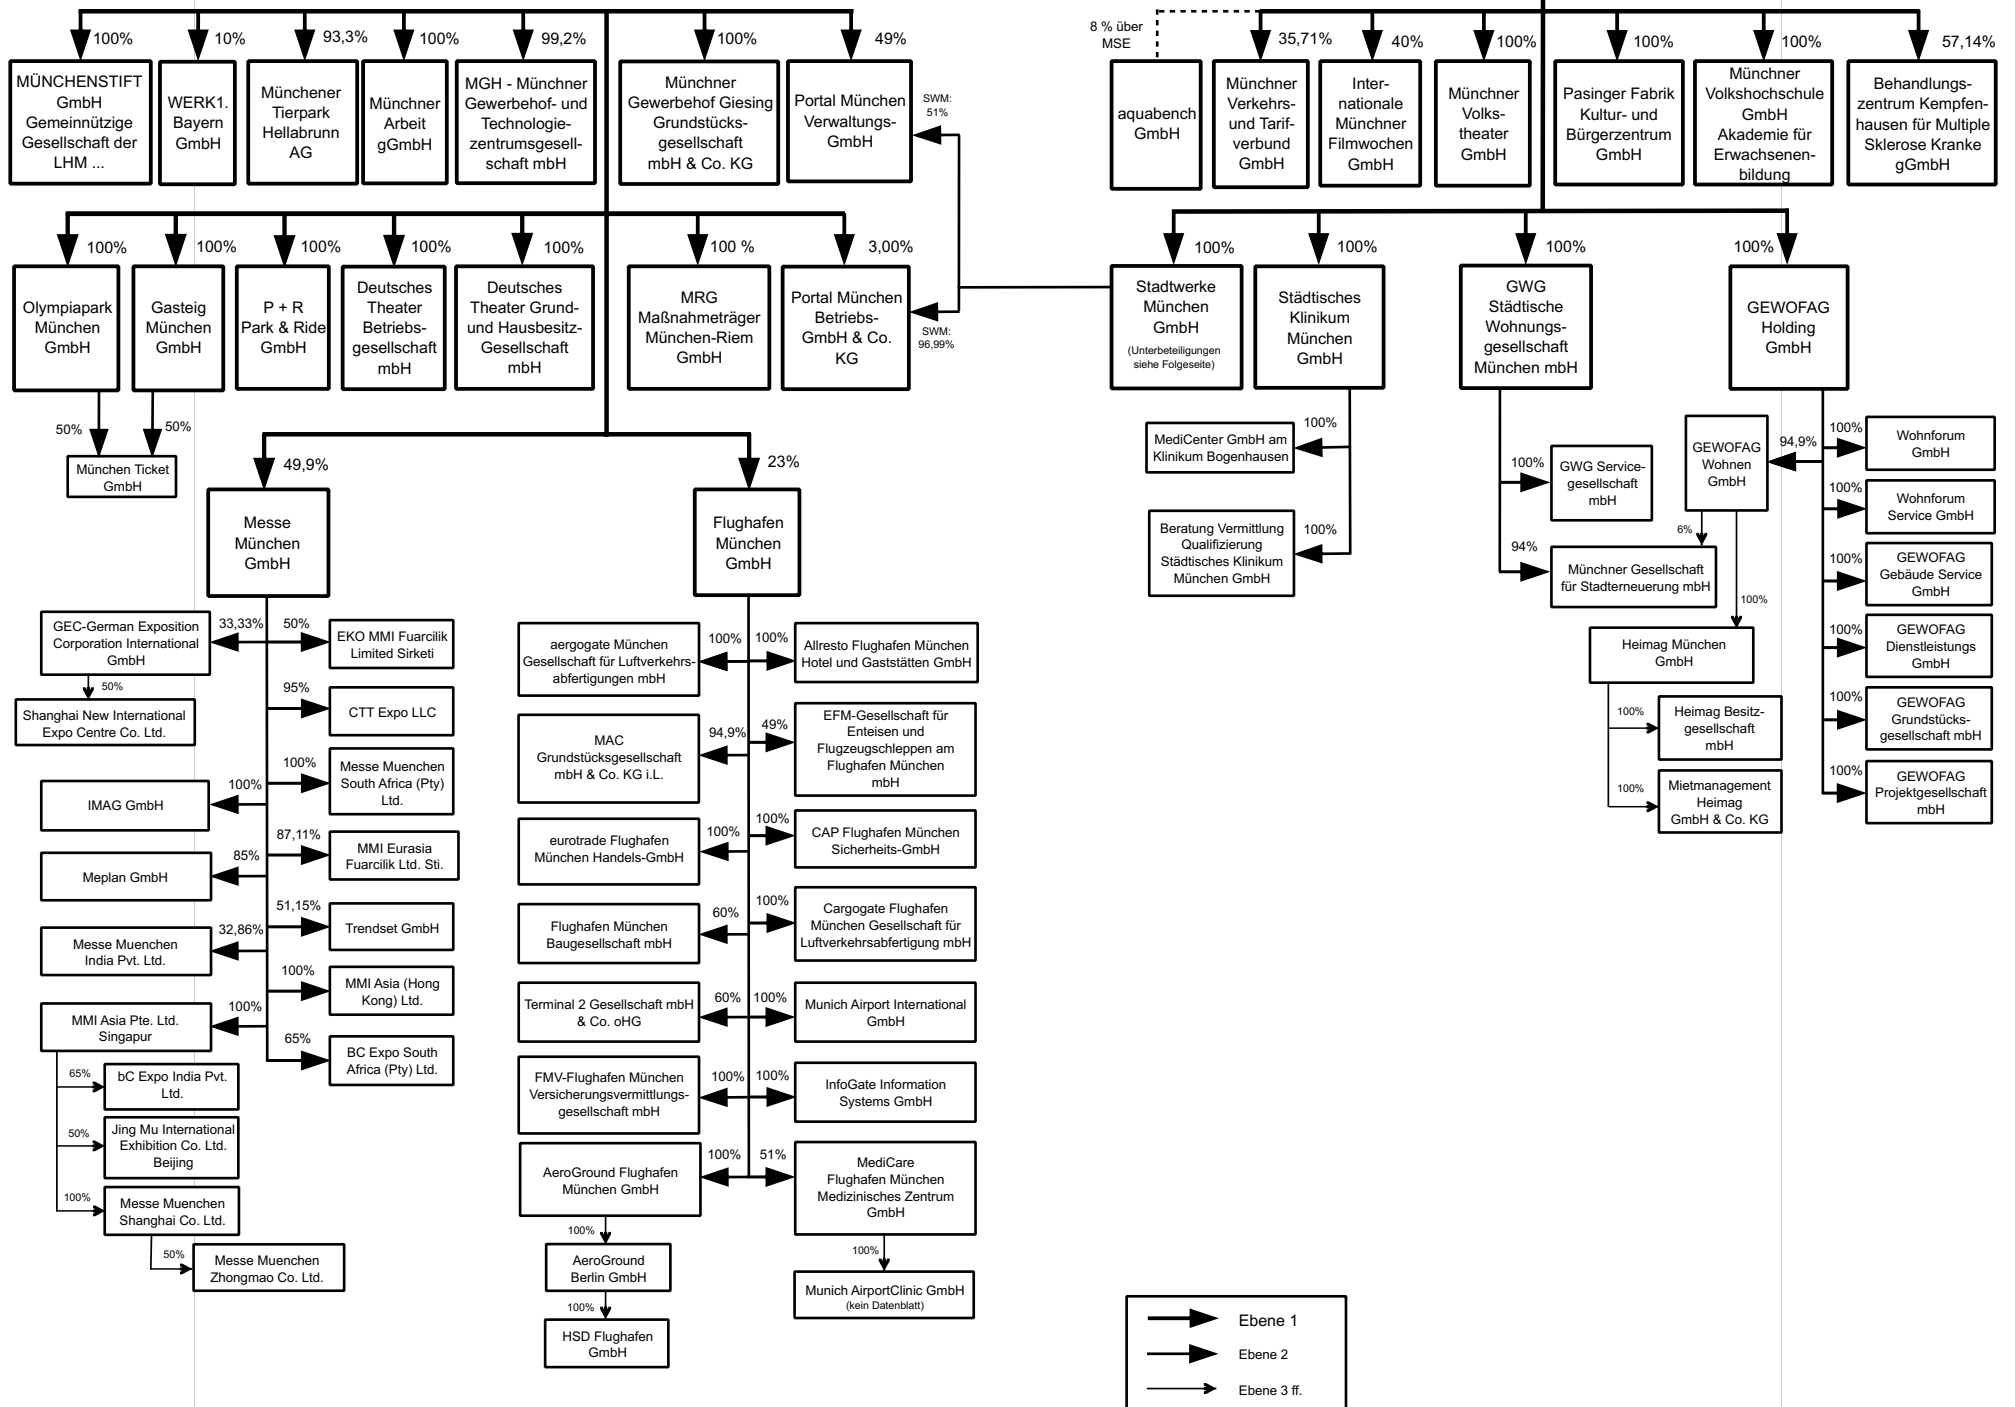 100%
10%
93,3%
100%
99,2%
100%
49%
MÜNCHENSTIFT
GmbH
Gemeinnützige
Gesellschaft der
LHM ...
WERK1.
Bayern
GmbH
Münchener
Tierpark
Hellabrunn
AG
Münchner
Arbeit
gGmbH
MGH - Münchner
Gewerbehof- und
Technologie-
zentrumsgesell-
schaft mbH
Münchner
Gewerbehof Giesing
Grundstücks-
gesellschaft
mbH & Co. KG
Portal München
Verwaltungs-
GmbH
SWM:
51%
8 % über
MSE
35,71%
40%
100%
100%
100%
57,14%
aquabench
GmbH
Münchner
Verkehrs-
und Tarif-
verbund
GmbH
Inter-
nationale
Münchner
Filmwochen
GmbH
Münchner
Volks-
theater
GmbH
Pasinger Fabrik
Kultur- und
Bürgerzentrum
GmbH
Münchner
Volkshochschule
GmbH
Akademie für
Erwachsenen-
bildung
Behandlungs-
zentrum Kempfen-
hausen für Multiple
Sklerose Kranke
gGmbH
100%
100%
100%
100%
100%
100 %
3,00%
Olympiapark
München
GmbH
Gasteig
München
GmbH
P + R
Park & Ride
GmbH
Deutsches
Theater
Betriebs-
gesellschaft
mbH
Deutsches
Theater Grund-
und Hausbesitz-
Gesellschaft
mbH
MRG
Maßnahmeträger
München-Riem
GmbH
Portal München
Betriebs-
GmbH & Co.
KG
SWM:
96,99%
100%
100%
100%
100%
Stadtwerke
München
GmbH
(Unterbeteiligungen
siehe Folgeseite)
Städtisches
Klinikum
München
GmbH
GWG
Städtische
Wohnungs-
gesellschaft
München mbH
GEWOFAG
Holding
GmbH
50%
50%
München Ticket
GmbH
49,9%
23%
Messe
München
GmbH
Flughafen
München
GmbH
GEC-German Exposition
Corporation International
GmbH
33,33%
50%
EKO MMI Fuarcilik
Limited Sirketi
50%
Shanghai New International
Expo Centre Co. Ltd.
95%
CTT Expo LLC
100%
Messe Muenchen
South Africa (Pty)
Ltd.
IMAG GmbH
100%
87,11%
MMI Eurasia
Fuarcilik Ltd. Sti.
Meplan GmbH
85%
51,15%
Trendset GmbH
Messe Muenchen
India Pvt. Ltd.
32,86%
100%
MMI Asia (Hong
Kong) Ltd.
MMI Asia Pte. Ltd.
Singapur
100%
65%
BC Expo South
Africa (Pty) Ltd.
65%
bC Expo India Pvt.
Ltd.
50%
Jing Mu International
Exhibition Co. Ltd.
Beijing
100%
Messe Muenchen
Shanghai Co. Ltd.
50%
Messe Muenchen
Zhongmao Co. Ltd.
aergogate München
Gesellschaft für Luftverkehrs-
abfertigungen mbH
100%
100%
Allresto Flughafen München
Hotel und Gaststätten GmbH
MAC
Grundstücksgesellschaft
mbH & Co. KG i.L.
94,9%
49%
EFM-Gesellschaft für
Enteisen und
Flugzeugschleppen am
Flughafen München
mbH
eurotrade Flughafen
München Handels-GmbH
100%
100%
CAP Flughafen München
Sicherheits-GmbH
Flughafen München
Baugesellschaft mbH
60%
100%
Cargogate Flughafen
München Gesellschaft für
Luftverkehrsabfertigung mbH
Terminal 2 Gesellschaft mbH
& Co. oHG
60%
100%
Munich Airport International
GmbH
FMV-Flughafen München
Versicherungsvermittlungs-
gesellschaft mbH
100%
100%
InfoGate Information
Systems GmbH
AeroGround Flughafen
München GmbH
100%
51%
MediCare
Flughafen München
Medizinisches Zentrum
GmbH
100%
AeroGround
Berlin GmbH
100%
HSD Flughafen
GmbH
100%
Munich AirportClinic GmbH
(kein Datenblatt)
MediCenter GmbH am
Klinikum Bogenhausen
100%
Beratung Vermittlung
Qualifizierung
Städtisches Klinikum
München GmbH
100%
100%
GWG Service-
gesellschaft
mbH
94%
Münchner Gesellschaft
für Stadterneuerung mbH
GEWOFAG
Wohnen
GmbH
94,9%
6%
100%
Heimag München
GmbH
100%
Heimag Besitz-
gesellschaft
mbH
100%
Mietmanagement
Heimag
GmbH & Co. KG
100%
Wohnforum
GmbH
100%
Wohnforum
Service GmbH
100%
GEWOFAG
Gebäude Service
GmbH
100%
GEWOFAG
Dienstleistungs
GmbH
100%
GEWOFAG
Grundstücks-
gesellschaft mbH
100%
GEWOFAG
Projektgesellschaft
mbH
Ebene 1
Ebene 2
Ebene 3 ff.